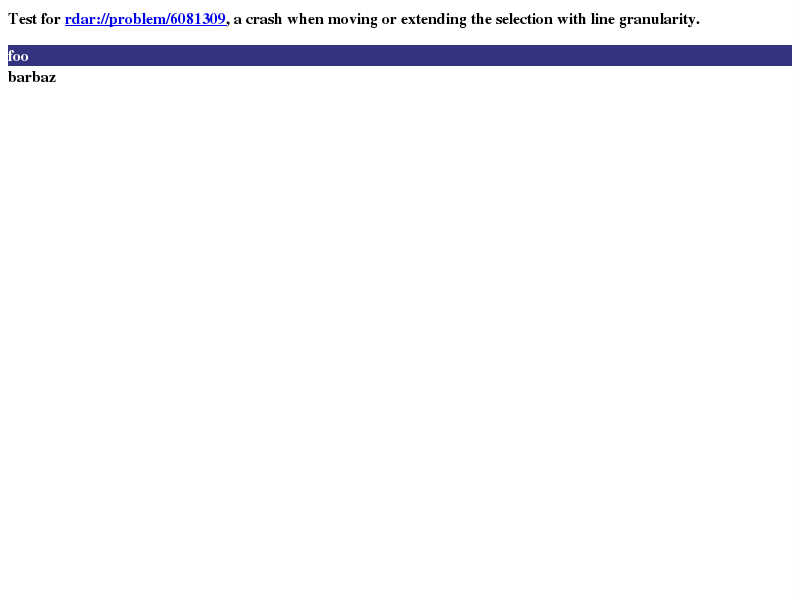 Test for rdar://problem/6081309, a crash when moving or extending the selection with line granularity.
foo
barbaz